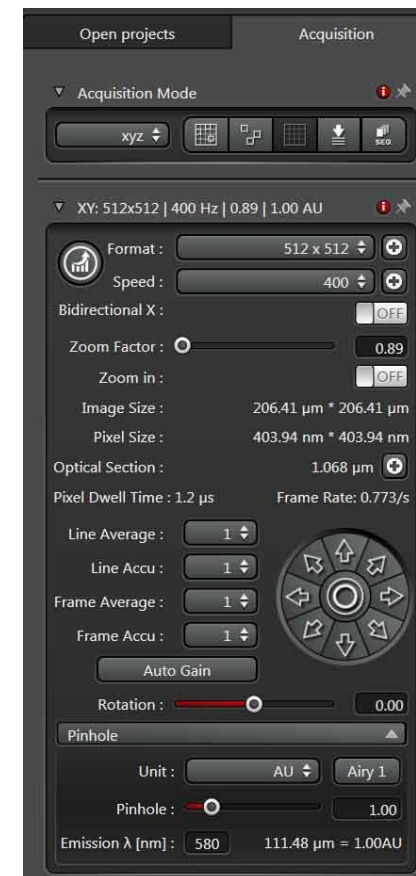 Open projects Acquisition
Acquisition Mode
xyz SEQ
XY: 512x512 | 400 Hz | 0.89 | 1.00 AU
Format : 512 x 512
Speed : 400
Bidirectional X : OFF
Zoom Factor : 0.89
Zoom in : OFF
Image Size : 206.41 µm * 206.41 µm
Pixel Size : 403.94 nm * 403.94 nm
Optical Section : 1.068 µm
Pixel Dwell Time : 1.2 µs Frame Rate: 0.773/s
Line Average : 1
Line Accu : 1
Frame Average : 1
Frame Accu : 1
Auto Gain
Rotation : 0.00
Pinhole
Unit : AU Airy 1
Pinhole : 1.00
Emission λ [nm] : 580 111.48 µm = 1.00AU